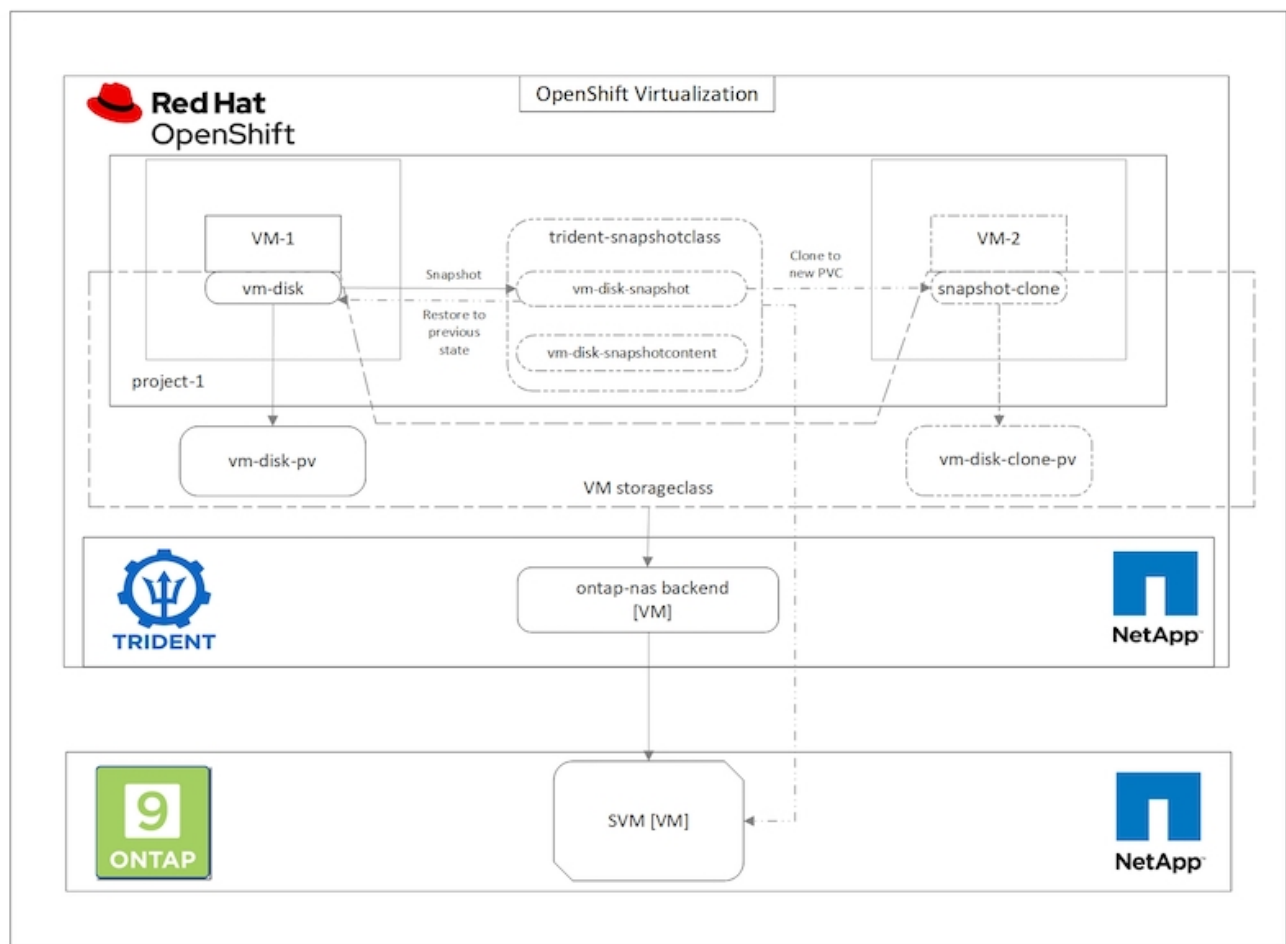 Red Hat
OpenShift
OpenShift Virtualization
VM-1
trident-snapshotclass
VM-2
vm-disk
Snapshot
vm-disk-snapshot
Clone to
new PVC
snapshot-clone
Restore to
previous
state
vm-disk-snapshotcontent
project-1
vm-disk-pv
vm-disk-clone-pv
VM storageclass
TRIDENT
ontap-nas backend
[VM]
NetApp
9
ONTAP
SVM [VM]
NetApp